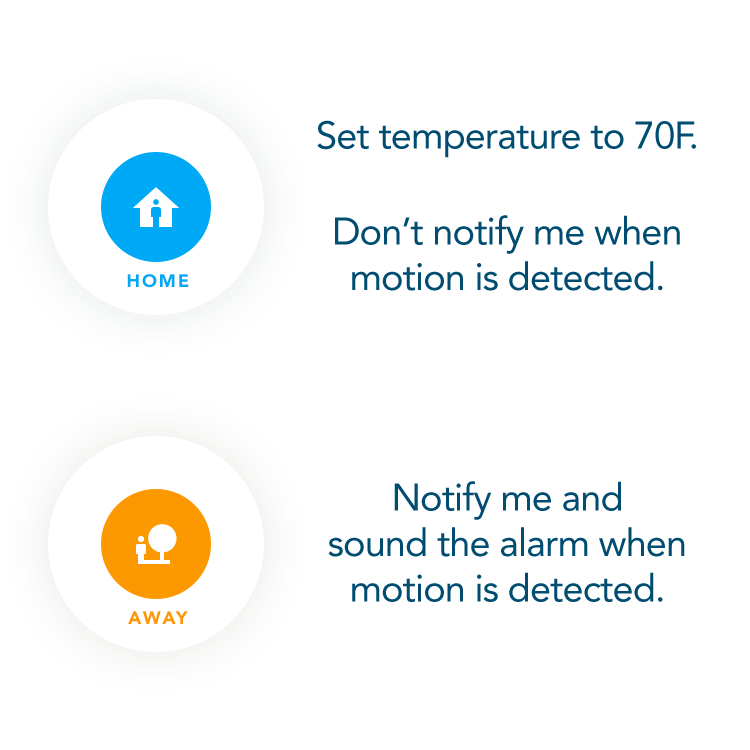 Set temperature to 70F.
Don’t notify me when
motion is detected.
HOME
Notify me and
sound the alarm when
motion is detected.
AWAY